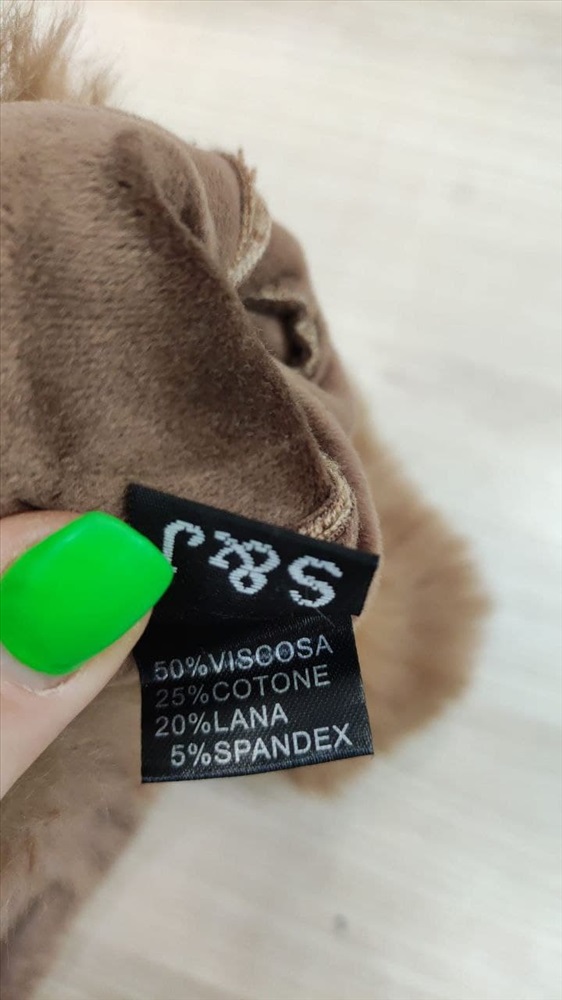 J&S
50%VISCOSA
25%COTONE
20%LANA
5%SPANDEX